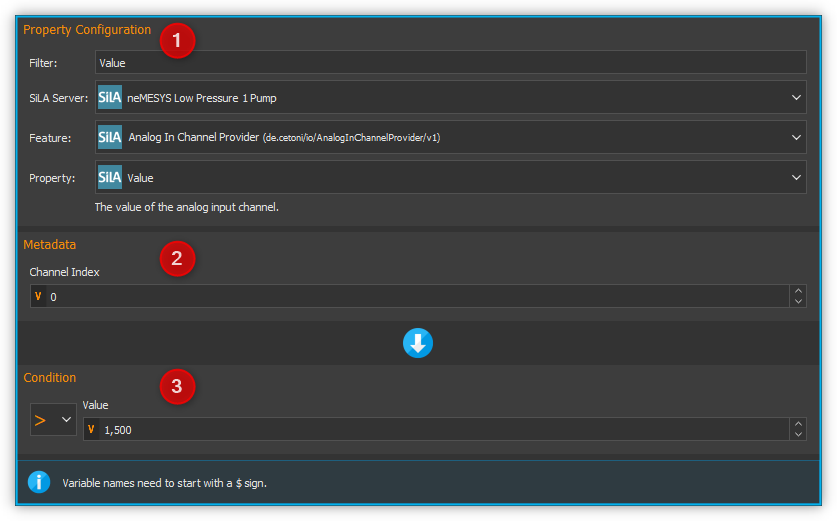 Property Configuration
1
Filter: Value
SiLA Server: SiLA neMESYS Low Pressure 1 Pump
Feature: SiLA Analog In Channel Provider (de.cetoni/io/AnalogInChannelProvider/v1)
Property: SiLA Value
The value of the analog input channel.
Metadata
2
Channel Index
V 0
Condition
3
Value
> V 1,500
i Variable names need to start with a $ sign.